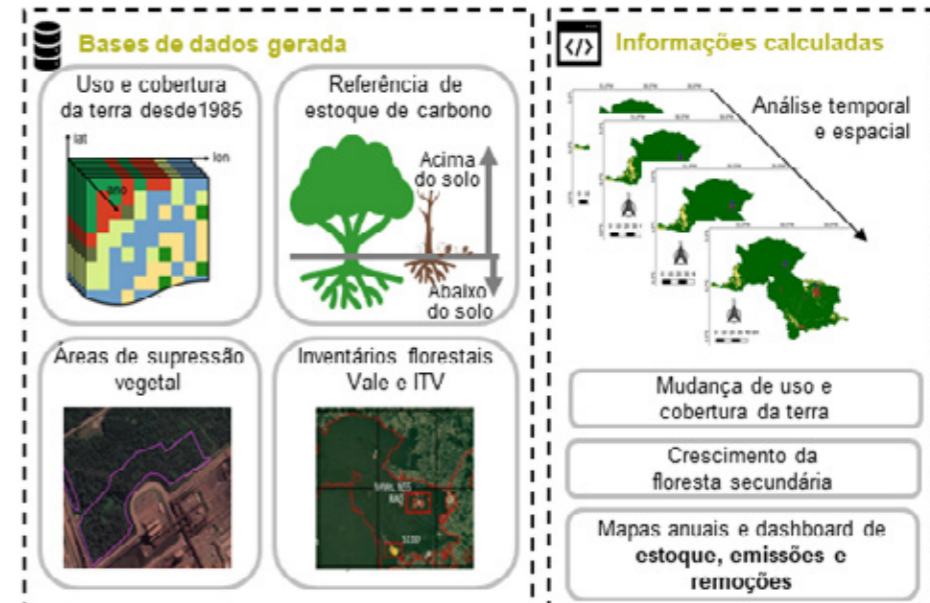 Bases de dados gerada
Uso e cobertura
da terra desde1985
lat
lon
ano
Referência de
estoque de carbono
Acima
do solo
Abaixo
do solo
Áreas de supressão
vegetal
Inventários florestais
Vale e ITV
</> Informações calculadas
Análise temporal
e espacial
Mudança de uso e
cobertura da terra
Crescimento da
floresta secundária
Mapas anuais e dashboard de
estoque, emissões e
remoções